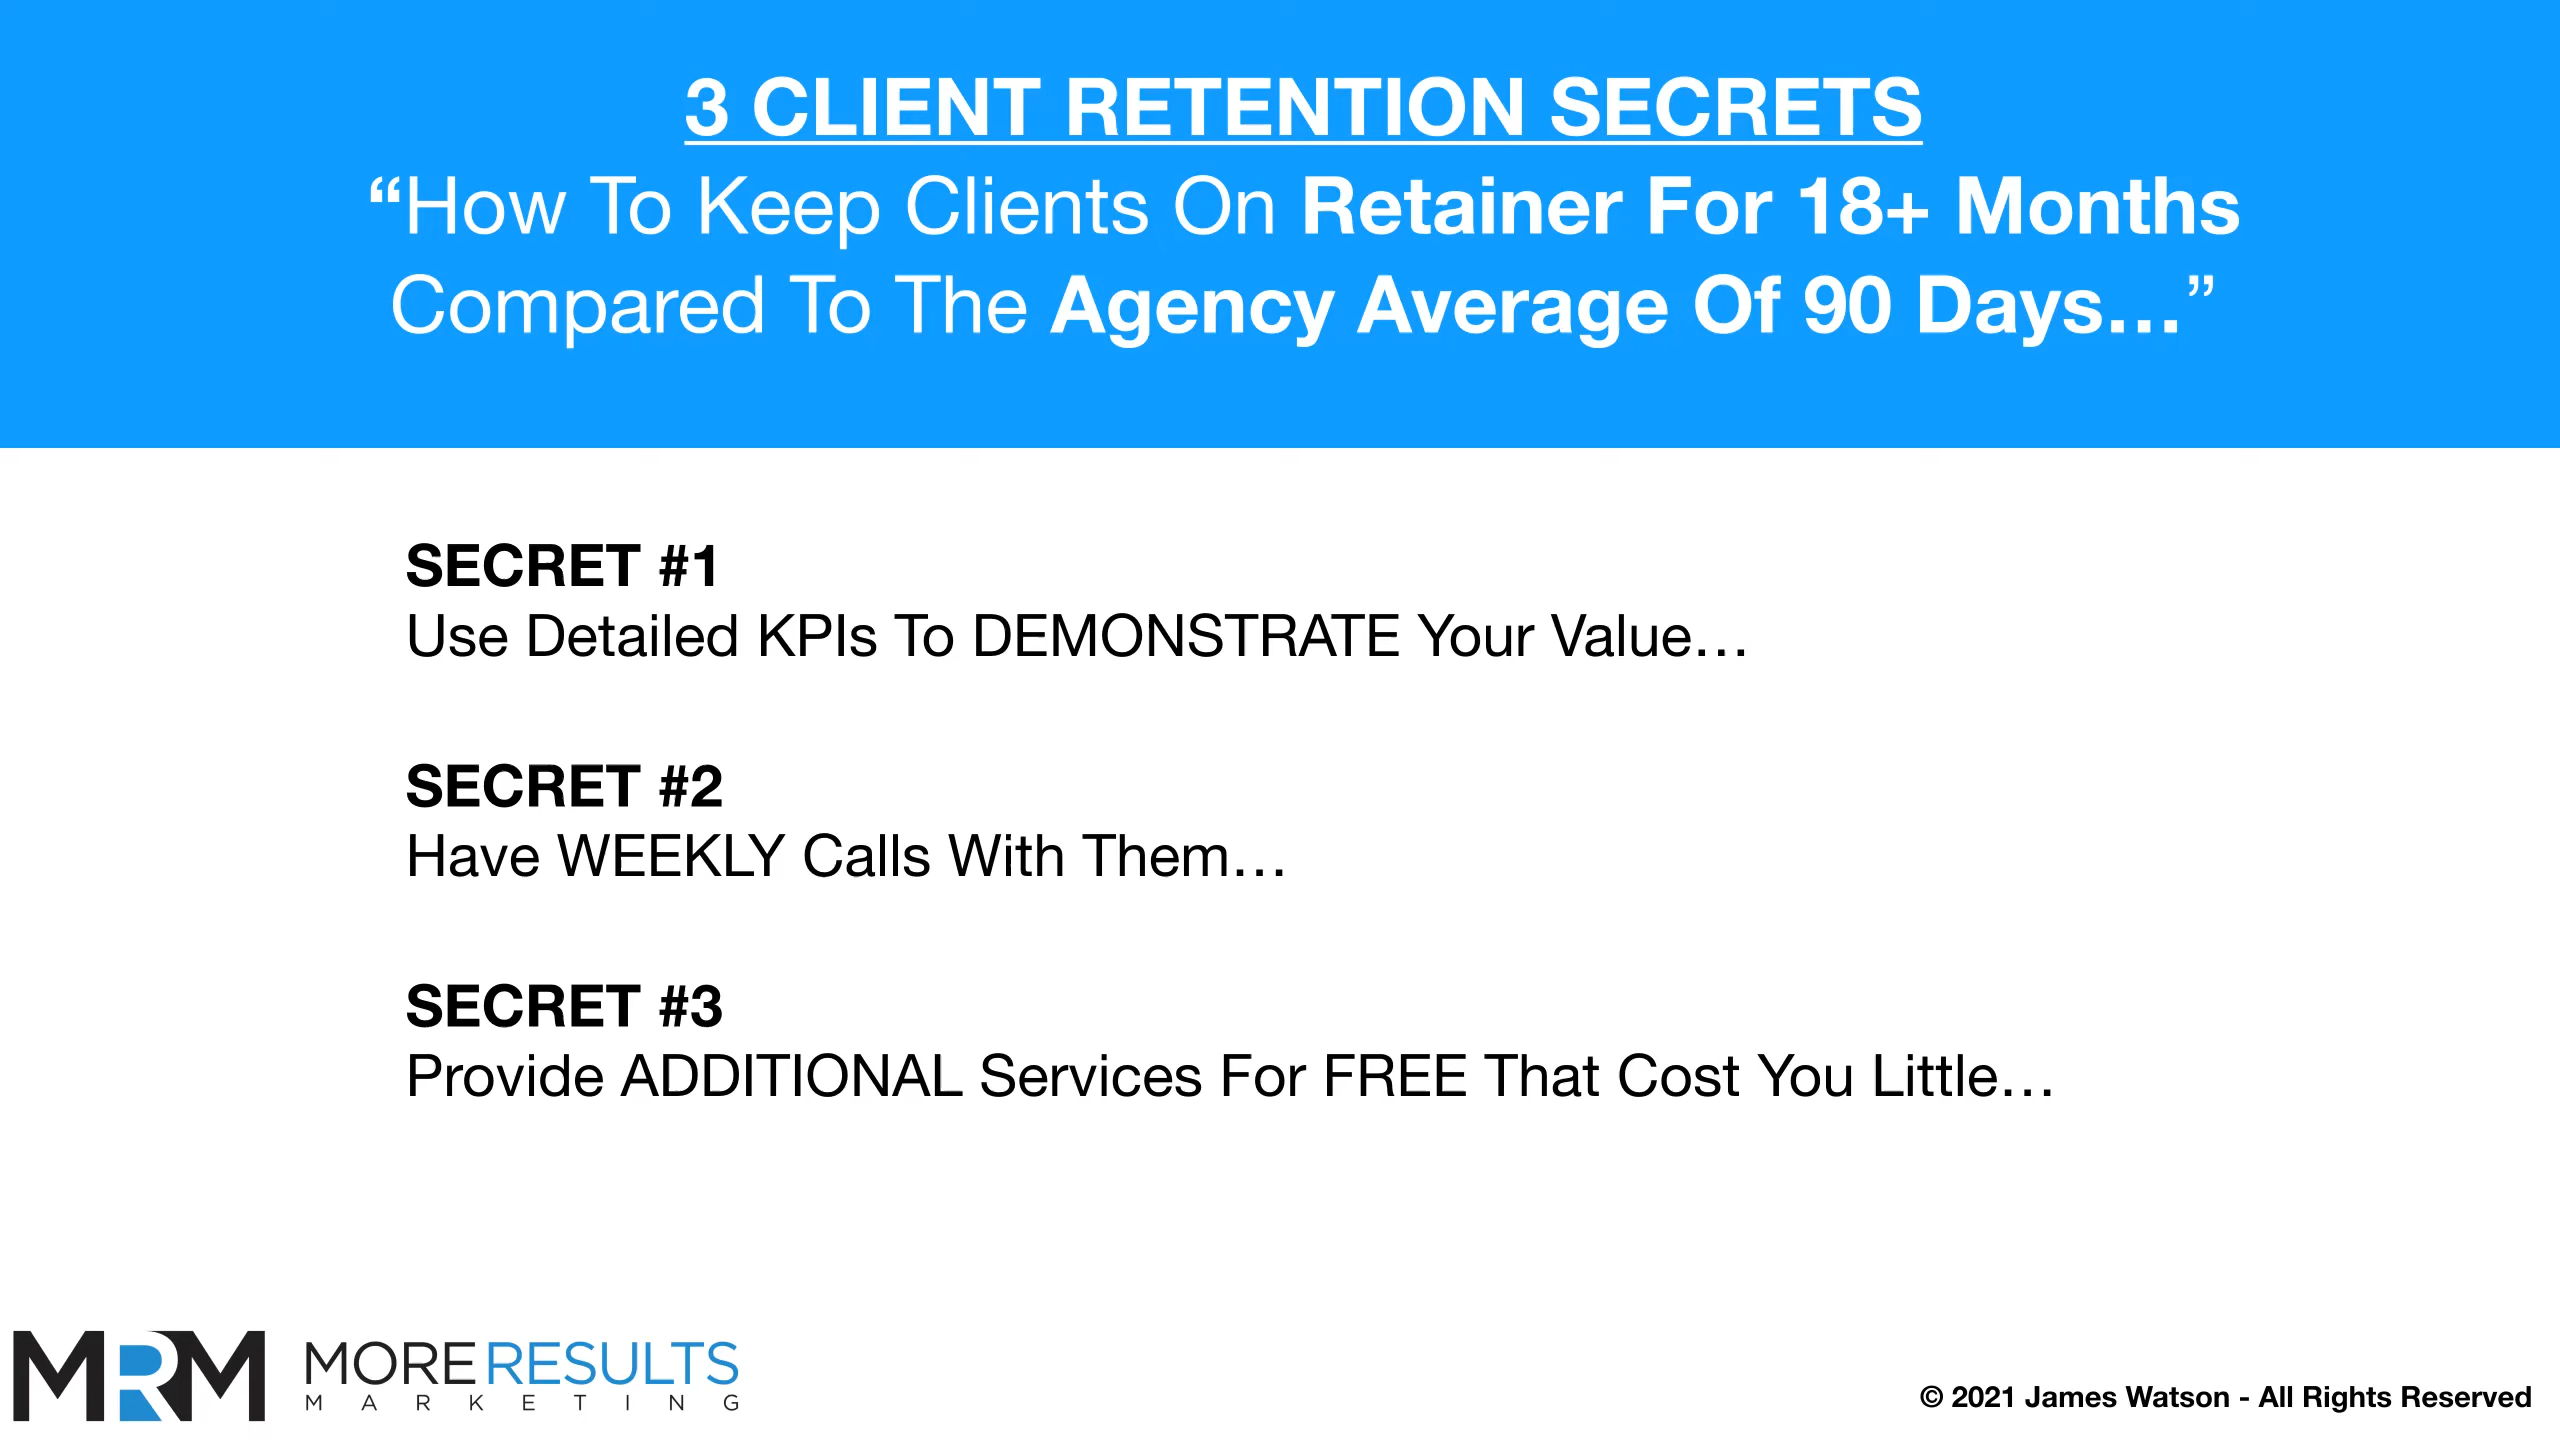 3 CLIENT RETENTION SECRETS
“How To Keep Clients On Retainer For 18+ Months
Compared To The Agency Average Of 90 Days…”
SECRET #1
Use Detailed KPIs To DEMONSTRATE Your Value…
SECRET #2
Have WEEKLY Calls With Them…
SECRET #3
Provide ADDITIONAL Services For FREE That Cost You Little…
MRM
MORERESULTS
MARKETING
© 2021 James Watson - All Rights Reserved